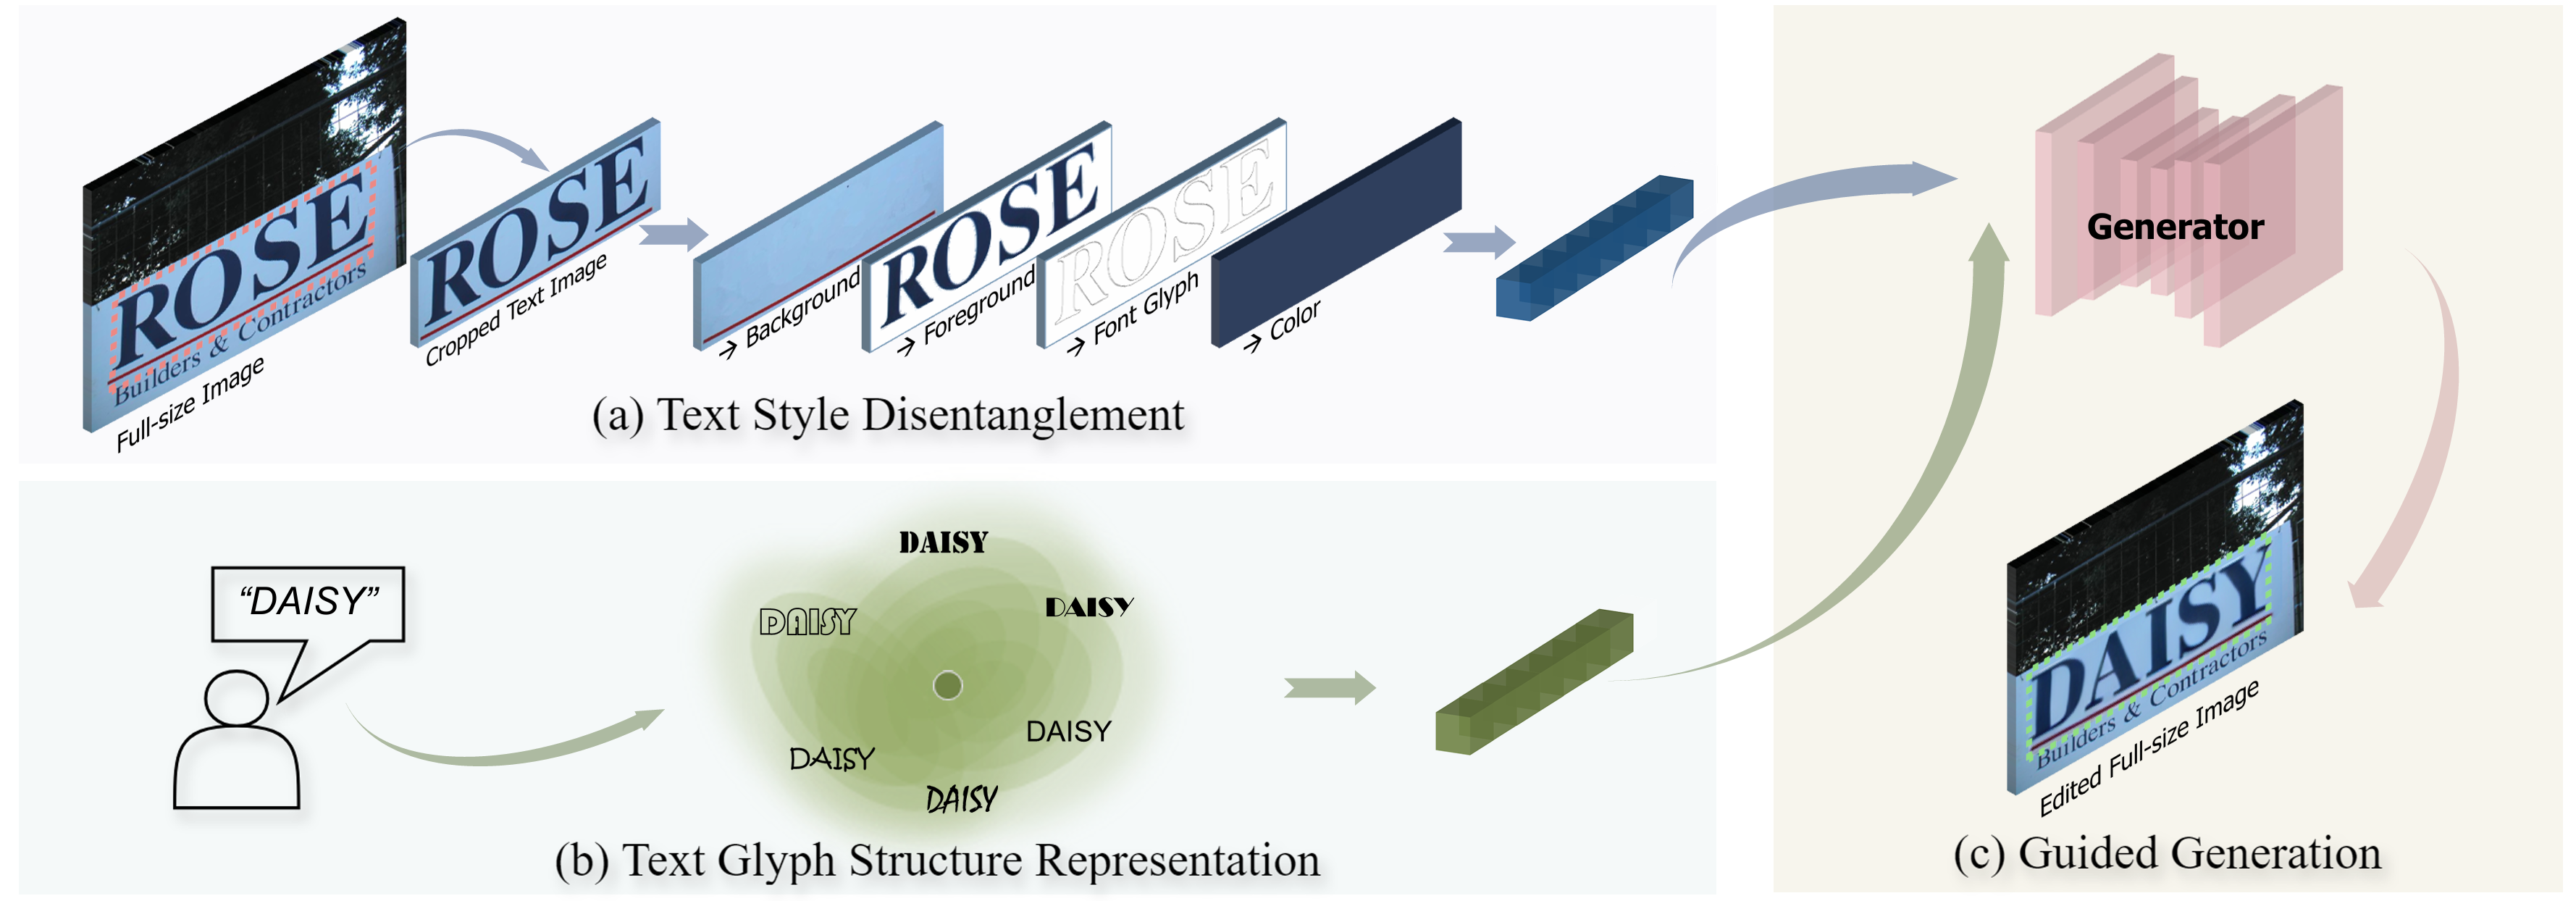 ROSE
Builders & Contractors
Full-size Image
ROSE
Cropped Text Image
→ Background
ROSE
→ Foreground
ROSE
→ Font Glyph
→ Color
(a) Text Style Disentanglement
“DAISY”
DAISY
DAISY
DAISY
DAISY
DAISY
DAISY
(b) Text Glyph Structure Representation
Generator
DAISY
Builders & Contractors
Edited Full-size Image
(c) Guided Generation